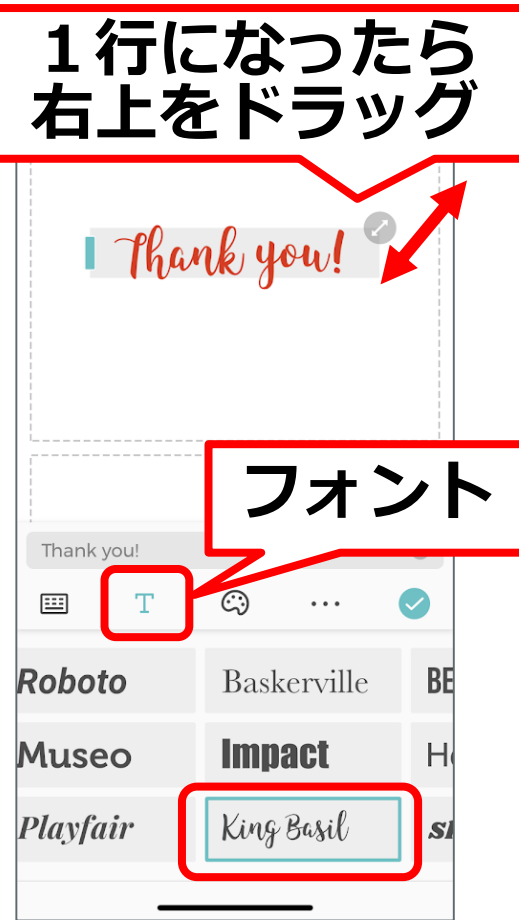 １行になったら
右上をドラッグ
Thank you!
フォント
Thank you!
T
Roboto
Baskerville
Museo
Impact
Playfair
King Basil